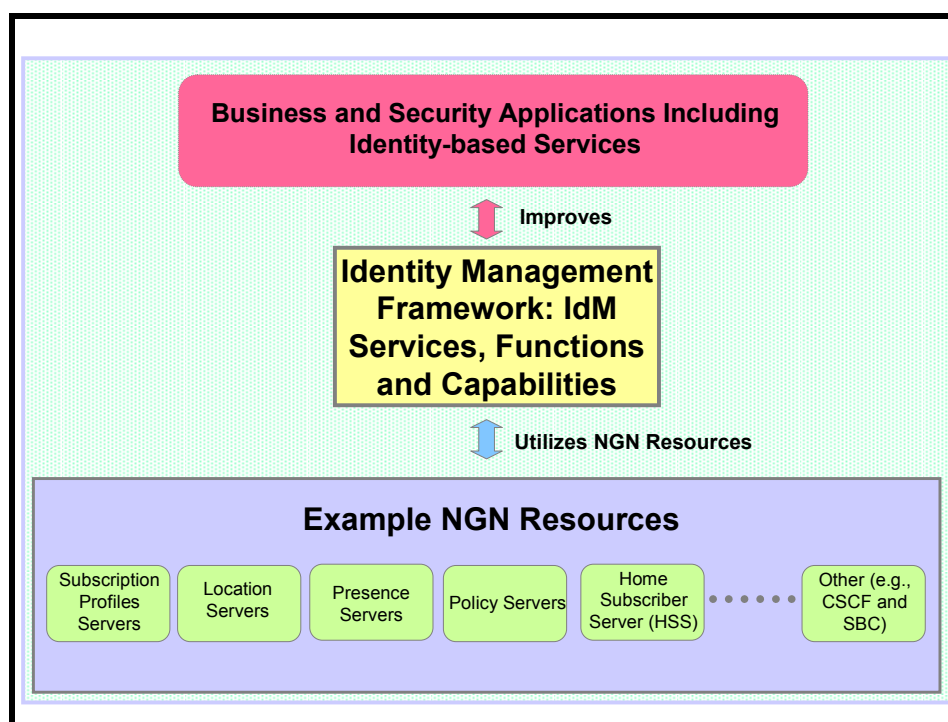 Business and Security Applications Including
Identity-based Services
Improves
Identity Management
Framework: IdM
Services, Functions
and Capabilities
Utilizes NGN Resources
Example NGN Resources
Subscription
Profiles
Servers
Location
Servers
Presence
Servers
Policy Servers
Home
Subscriber
Server (HSS)
Other (e.g.,
CSCF and
SBC)